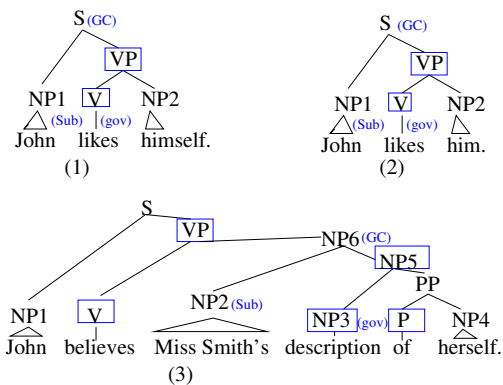 S (GC) S (GC)
VP VP
NP1 V NP2 NP1 V NP2
(Sub) (gov) (Sub) (gov)
John likes himself. John likes him.
(1) (2)
S
VP NP6 (GC)
NP5
PP
NP2 (Sub)
NP1 V NP3 (gov) P NP4
John believes Miss Smith's description of herself.
(3)